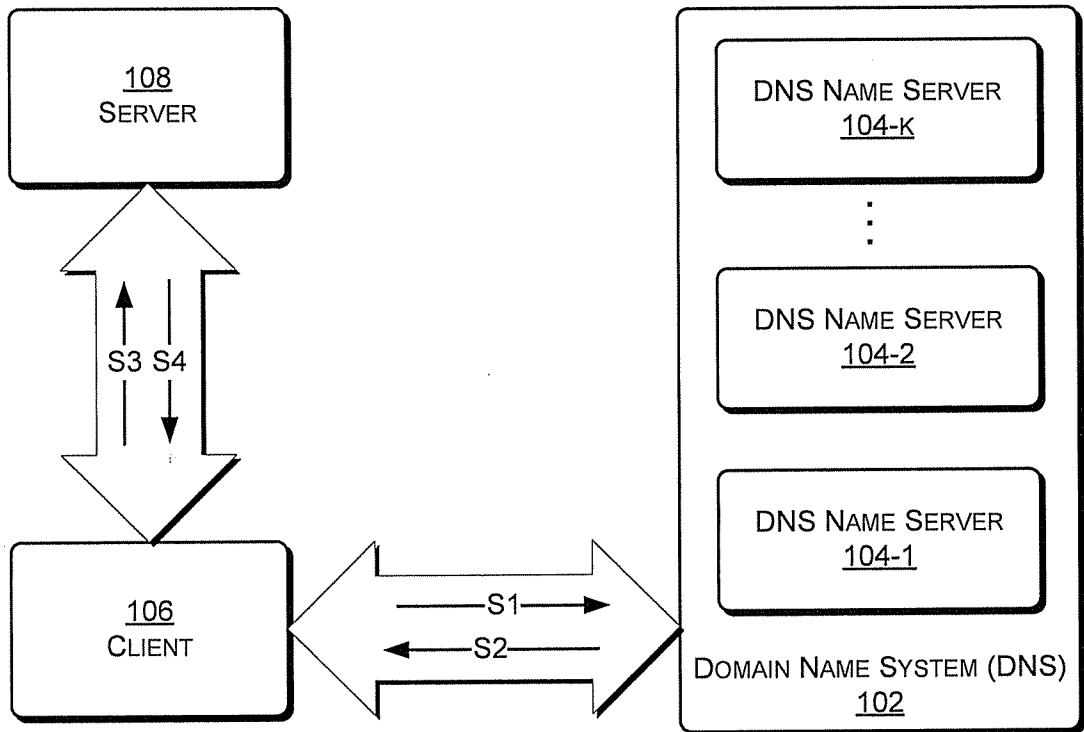 108
SERVER
S3 S4
106
CLIENT
S1
S2
DNS NAME SERVER
104-K
DNS NAME SERVER
104-2
DNS NAME SERVER
104-1
DOMAIN NAME SYSTEM (DNS)
102